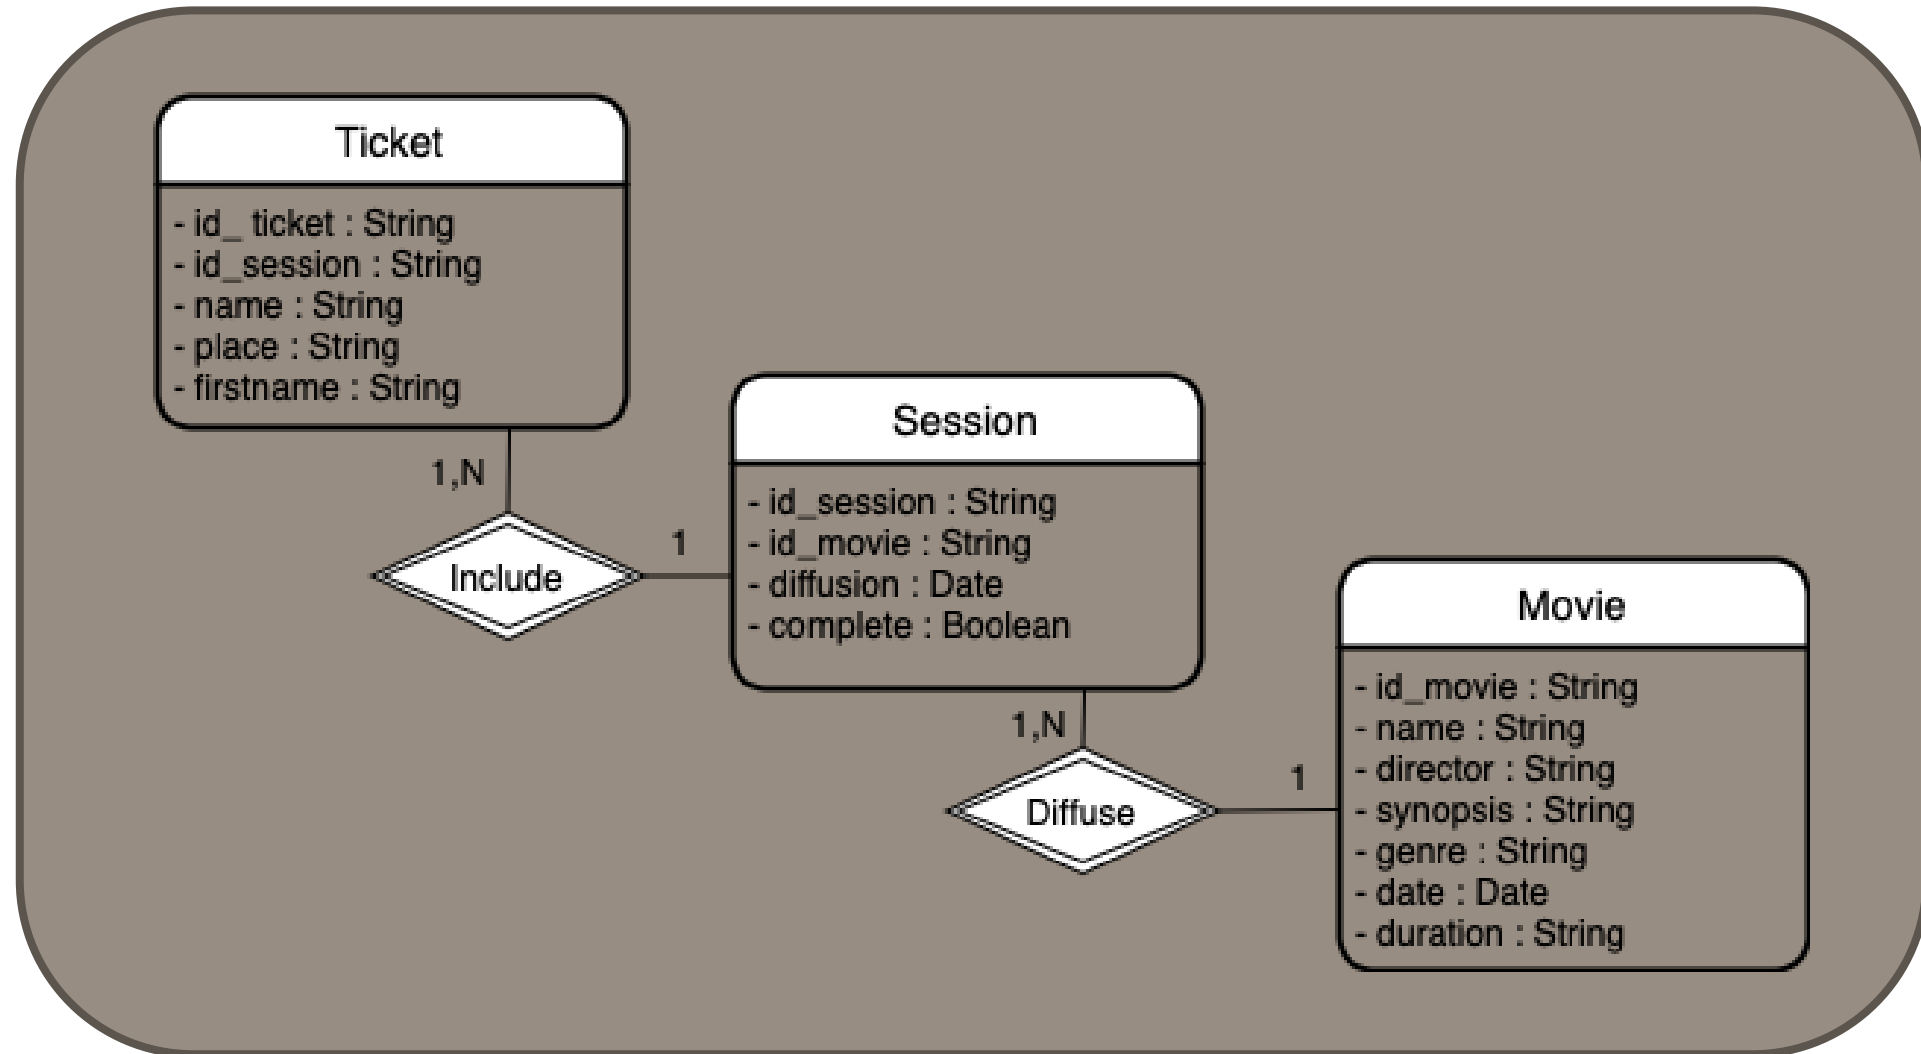 Ticket
- id_ ticket : String
- id_session : String
- name : String
- place : String
- firstname : String
1,N
Include
1
Session
- id_session : String
- id_movie : String
- diffusion : Date
- complete : Boolean
1,N
Diffuse
1
Movie
- id_movie : String
- name : String
- director : String
- synopsis : String
- genre : String
- date : Date
- duration : String